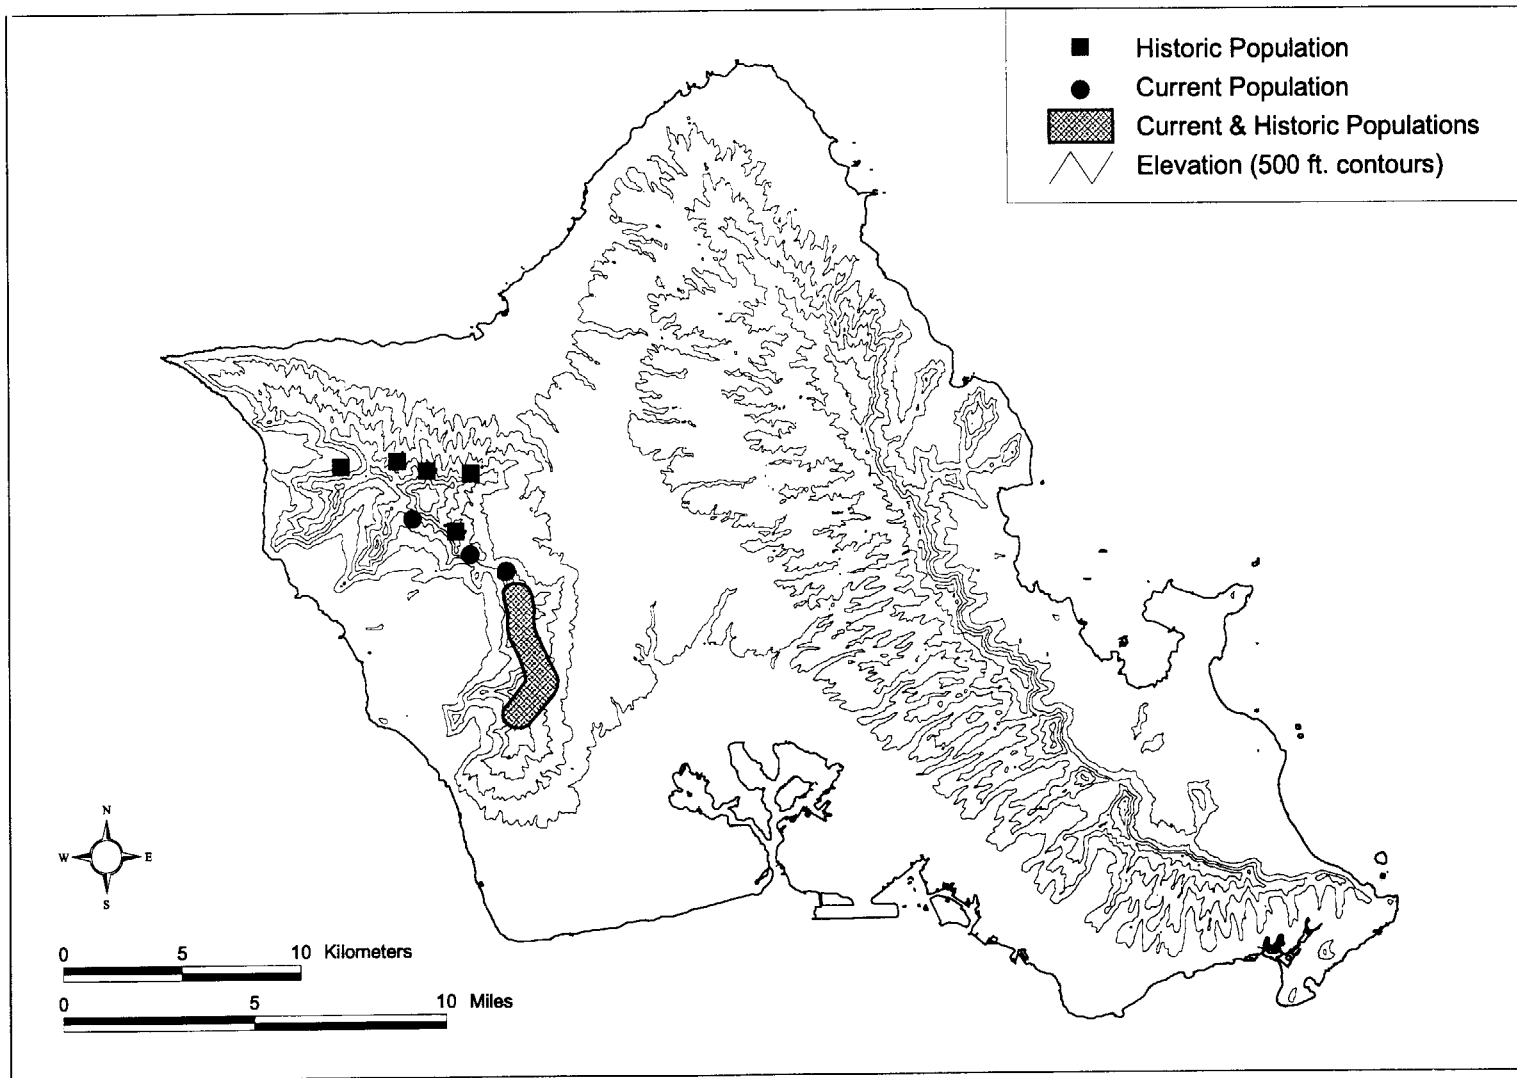 Historic Population
Current Population
Current & Historic Populations
Elevation (500 ft. contours)
N
W E
S
0 5 10 Kilometers
0 5 10 Miles